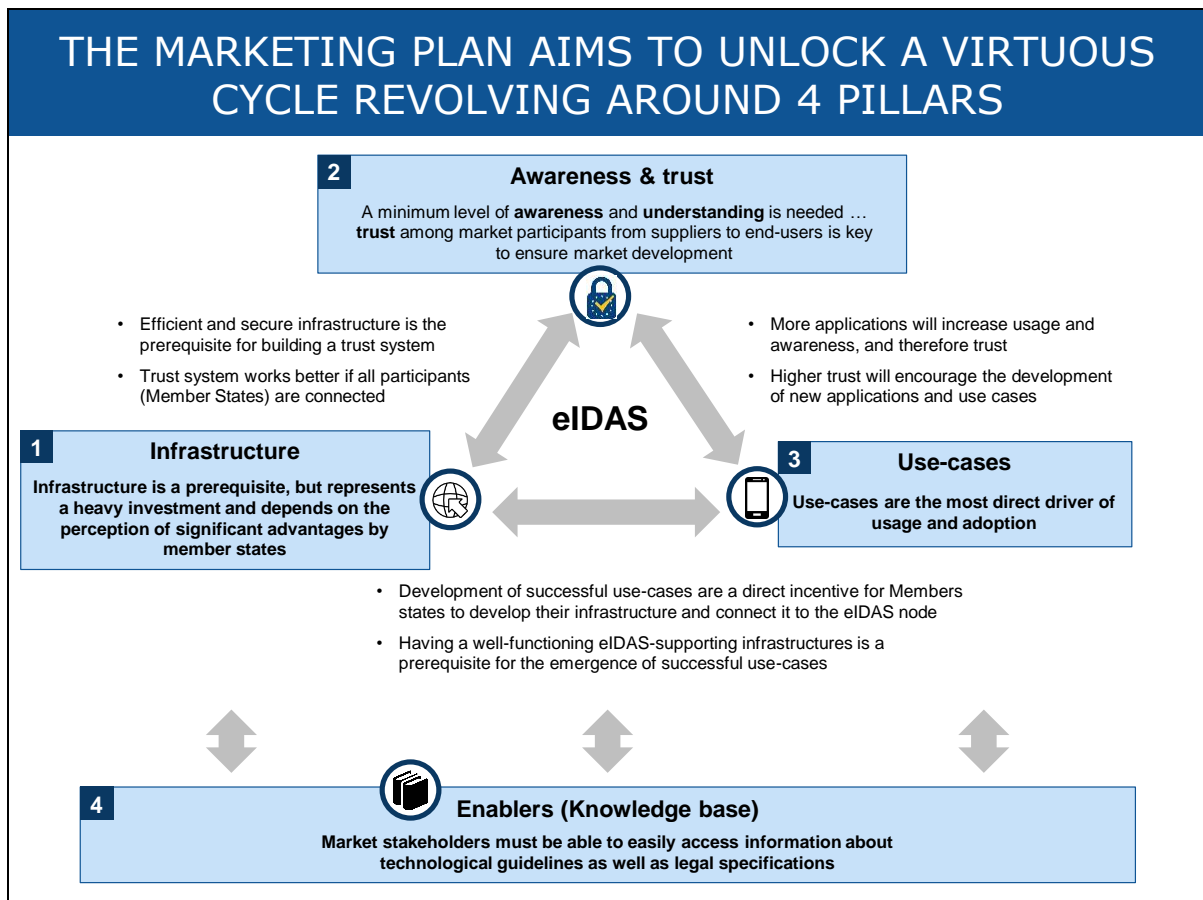 THE MARKETING PLAN AIMS TO UNLOCK A VIRTUOUS
CYCLE REVOLVING AROUND 4 PILLARS
2
Awareness & trust
A minimum level of awareness and understanding is needed …
trust among market participants from suppliers to end-users is key
to ensure market development
• Efficient and secure infrastructure is the
prerequisite for building a trust system
• Trust system works better if all participants
(Member States) are connected
• More applications will increase usage and
awareness, and therefore trust
• Higher trust will encourage the development
of new applications and use cases
eIDAS
1
Infrastructure
Infrastructure is a prerequisite, but represents
a heavy investment and depends on the
perception of significant advantages by
member states
3
Use-cases
Use-cases are the most direct driver of
usage and adoption
• Development of successful use-cases are a direct incentive for Members
states to develop their infrastructure and connect it to the eIDAS node
• Having a well-functioning eIDAS-supporting infrastructures is a
prerequisite for the emergence of successful use-cases
4
Enablers (Knowledge base)
Market stakeholders must be able to easily access information about
technological guidelines as well as legal specifications